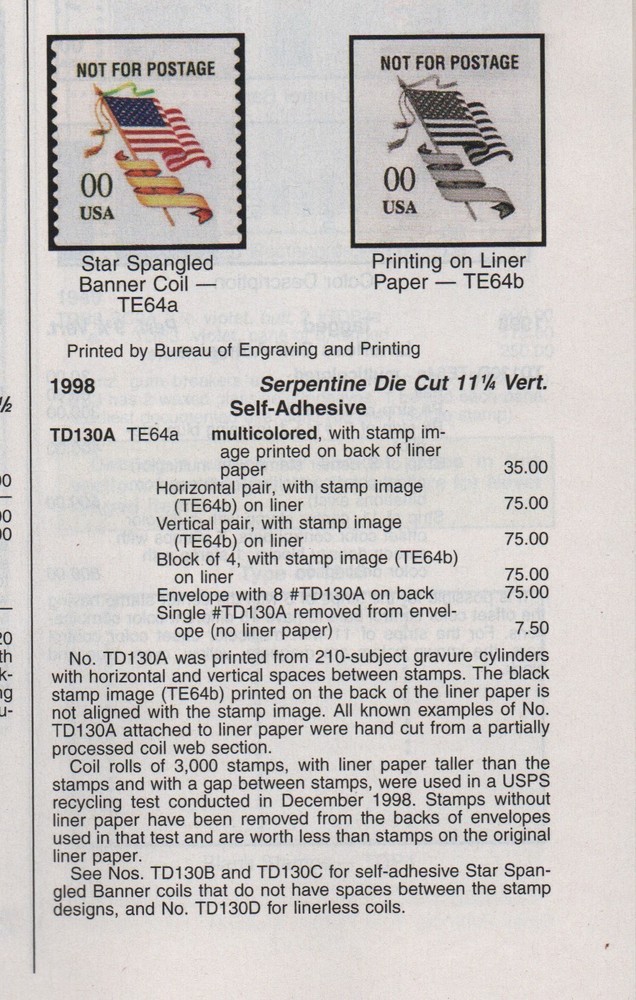 NOT FOR POSTAGE
00
USA
NOT FOR POSTAGE
00
USA
Star Spangled
Banner Coil —
TE64a
Printing on Liner
Paper — TE64b
Printed by Bureau of Engraving and Printing
1998 Serpentine Die Cut 11¼ Vert.
Self-Adhesive
TD130A TE64a multicolored, with stamp im-
age printed on back of liner
paper 35.00
Horizontal pair, with stamp image
(TE64b) on liner 75.00
Vertical pair, with stamp image
(TE64b) on liner 75.00
Block of 4, with stamp image (TE64b)
on liner 75.00
Envelope with 8 #TD130A on back 75.00
Single #TD130A removed from envel-
ope (no liner paper) 7.50
No. TD130A was printed from 210-subject gravure cylinders
with horizontal and vertical spaces between stamps. The black
stamp image (TE64b) printed on the back of the liner paper is
not aligned with the stamp image. All known examples of No.
TD130A attached to liner paper were hand cut from a partially
processed coil web section.
Coil rolls of 3,000 stamps, with liner paper taller than the
stamps and with a gap between stamps, were used in a USPS
recycling test conducted in December 1998. Stamps without
liner paper have been removed from the backs of envelopes
used in that test and are worth less than stamps on the original
liner paper.
See Nos. TD130B and TD130C for self-adhesive Star Span-
gled Banner coils that do not have spaces between the stamp
designs, and No. TD130D for linerless coils.